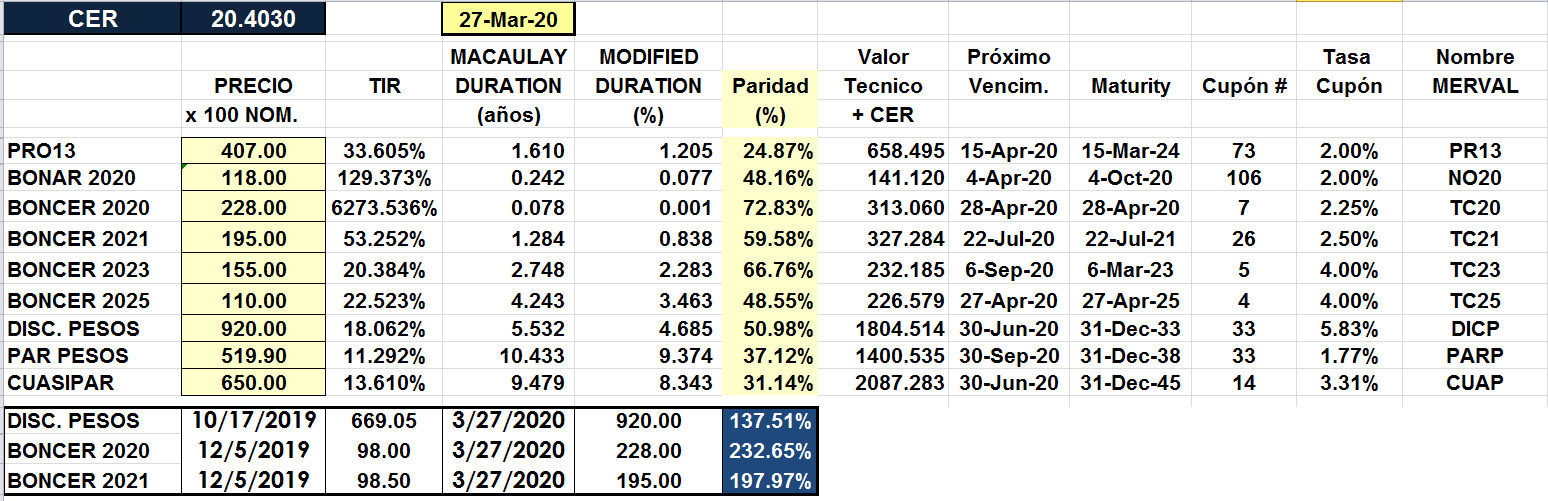 CER 20.4030 27-Mar-20
MACAULAY MODIFIED Valor Próximo Tasa Nombre
PRECIO TIR DURATION DURATION Paridad Tecnico Vencim. Maturity Cupón # Cupón MERVAL
x 100 NOM. (años) (%) (%) + CER
PRO13 407.00 33.605% 1.610 1.205 24.87% 658.495 15-Apr-20 15-Mar-24 73 2.00% PR13
BONAR 2020 118.00 129.373% 0.242 0.077 48.16% 141.120 4-Apr-20 4-Oct-20 106 2.00% NO20
BONCER 2020 228.00 6273.536% 0.078 0.001 72.83% 313.060 28-Apr-20 28-Apr-20 7 2.25% TC20
BONCER 2021 195.00 53.252% 1.284 0.838 59.58% 327.284 22-Jul-20 22-Jul-21 26 2.50% TC21
BONCER 2023 155.00 20.384% 2.748 2.283 66.76% 232.185 6-Sep-20 6-Mar-23 5 4.00% TC23
BONCER 2025 110.00 22.523% 4.243 3.463 48.55% 226.579 27-Apr-20 27-Apr-25 4 4.00% TC25
DISC. PESOS 920.00 18.062% 5.532 4.685 50.98% 1804.514 30-Jun-20 31-Dec-33 33 5.83% DICP
PAR PESOS 519.90 11.292% 10.433 9.374 37.12% 1400.535 30-Sep-20 31-Dec-38 33 1.77% PARP
CUASIPAR 650.00 13.610% 9.479 8.343 31.14% 2087.283 30-Jun-20 31-Dec-45 14 3.31% CUAP
DISC. PESOS 10/17/2019 669.05 3/27/2020 920.00 137.51%
BONCER 2020 12/5/2019 98.00 3/27/2020 228.00 232.65%
BONCER 2021 12/5/2019 98.50 3/27/2020 195.00 197.97%